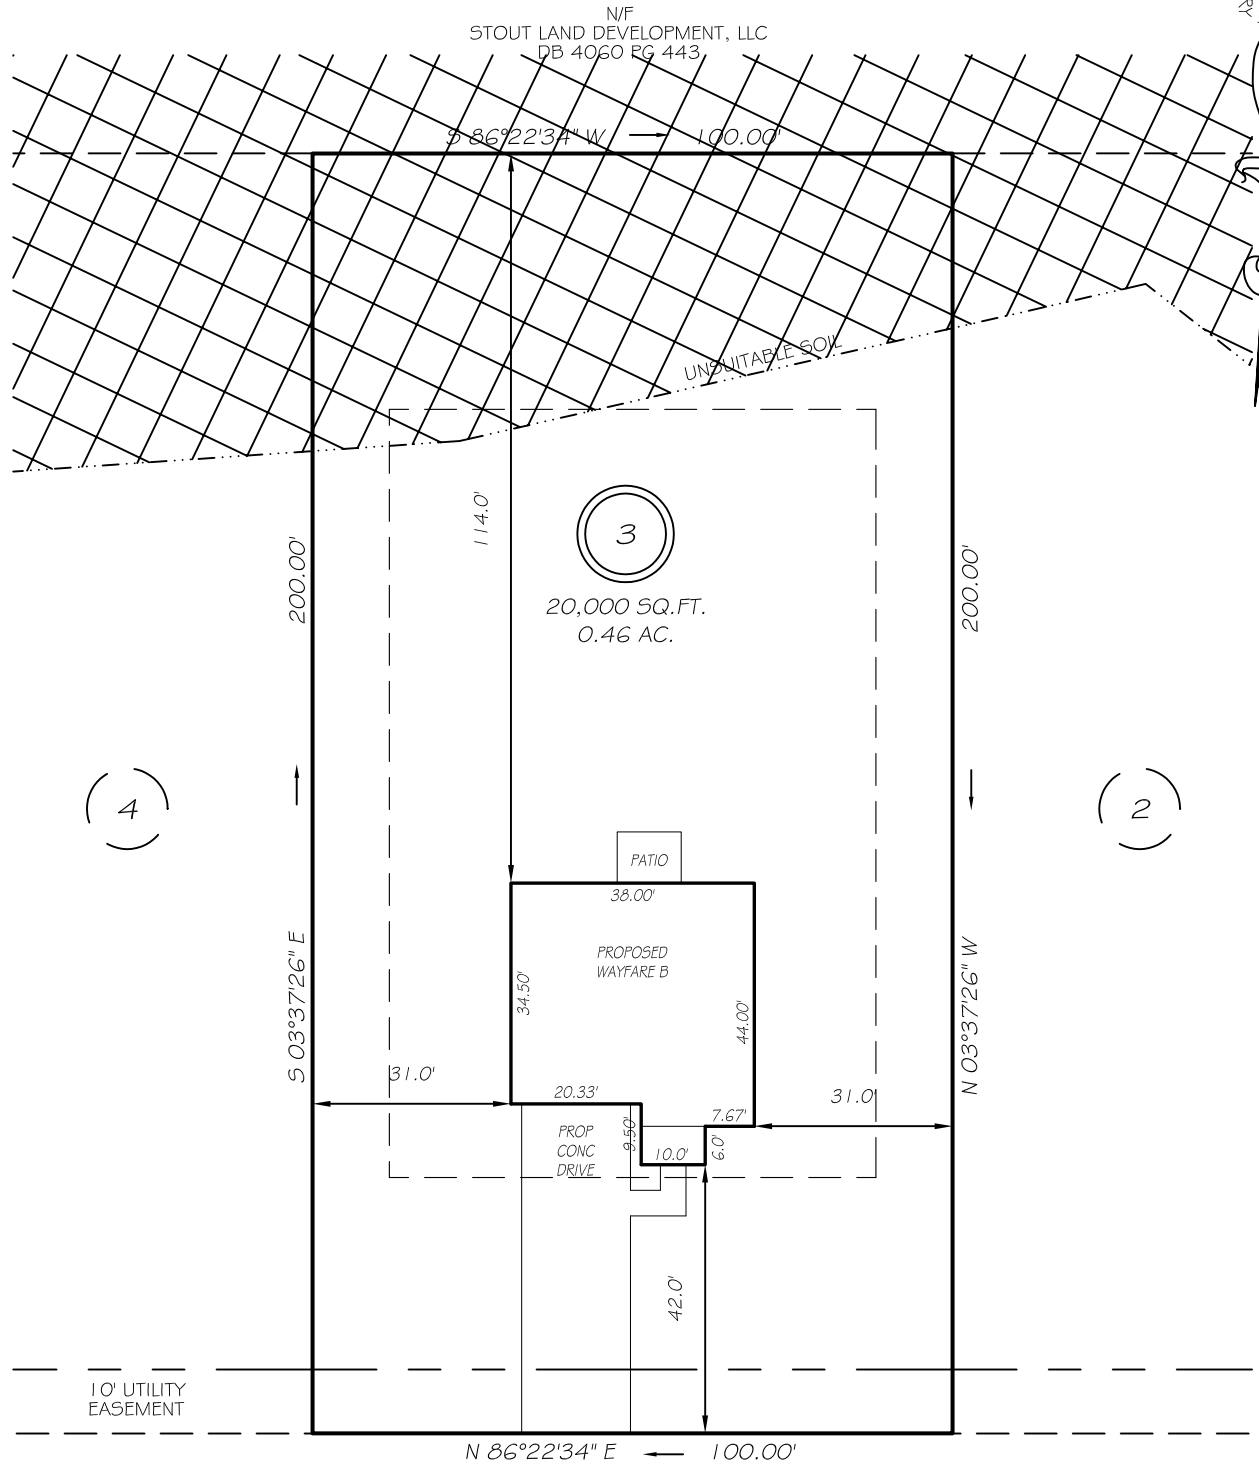 N/F
STOUT LAND DEVELOPMENT, LLC
DB 4060 PG 443
RY
S 86°22'34" W 100.00'
UNSUITABLE SOIL
114.0'
3
20,000 SQ.FT.
0.46 AC.
200.00'
200.00'
4
2
PATIO
38.00'
PROPOSED
WAYFARE B
34.50'
44.00'
S 03°37'26" E
N 03°37'26" W
31.0'
20.33'
31.0'
7.67'
PROP
CONC
DRIVE
9.50'
10.0'
6.0'
42.0'
10' UTILITY
EASEMENT
N 86°22'34" E 100.00'